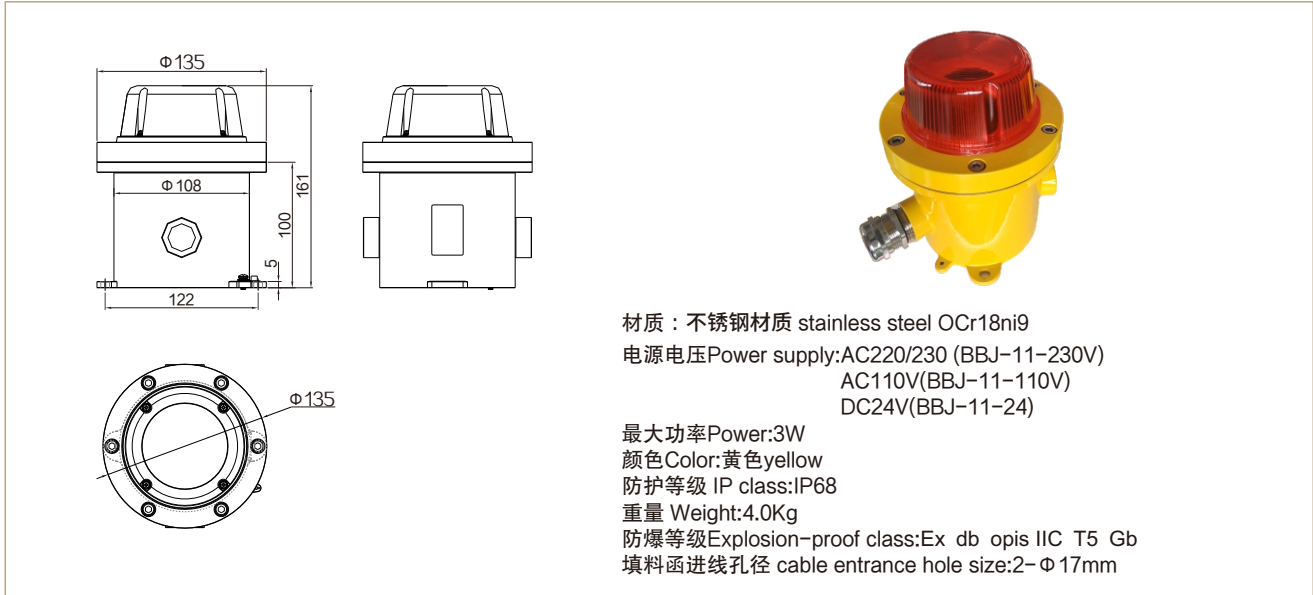 Φ135
Φ108
100
161
5
122
Φ135
材质：不锈钢材质 stainless steel OCr18ni9
电源电压Power supply:AC220/230 (BBJ-11-230V)
AC110V(BBJ-11-110V)
DC24V(BBJ-11-24)
最大功率Power:3W
颜色Color:黄色yellow
防护等级 IP class:IP68
重量 Weight:4.0Kg
防爆等级Explosion-proof class:Ex db opis IIC T5 Gb
填料函进线孔径 cable entrance hole size:2-Φ17mm